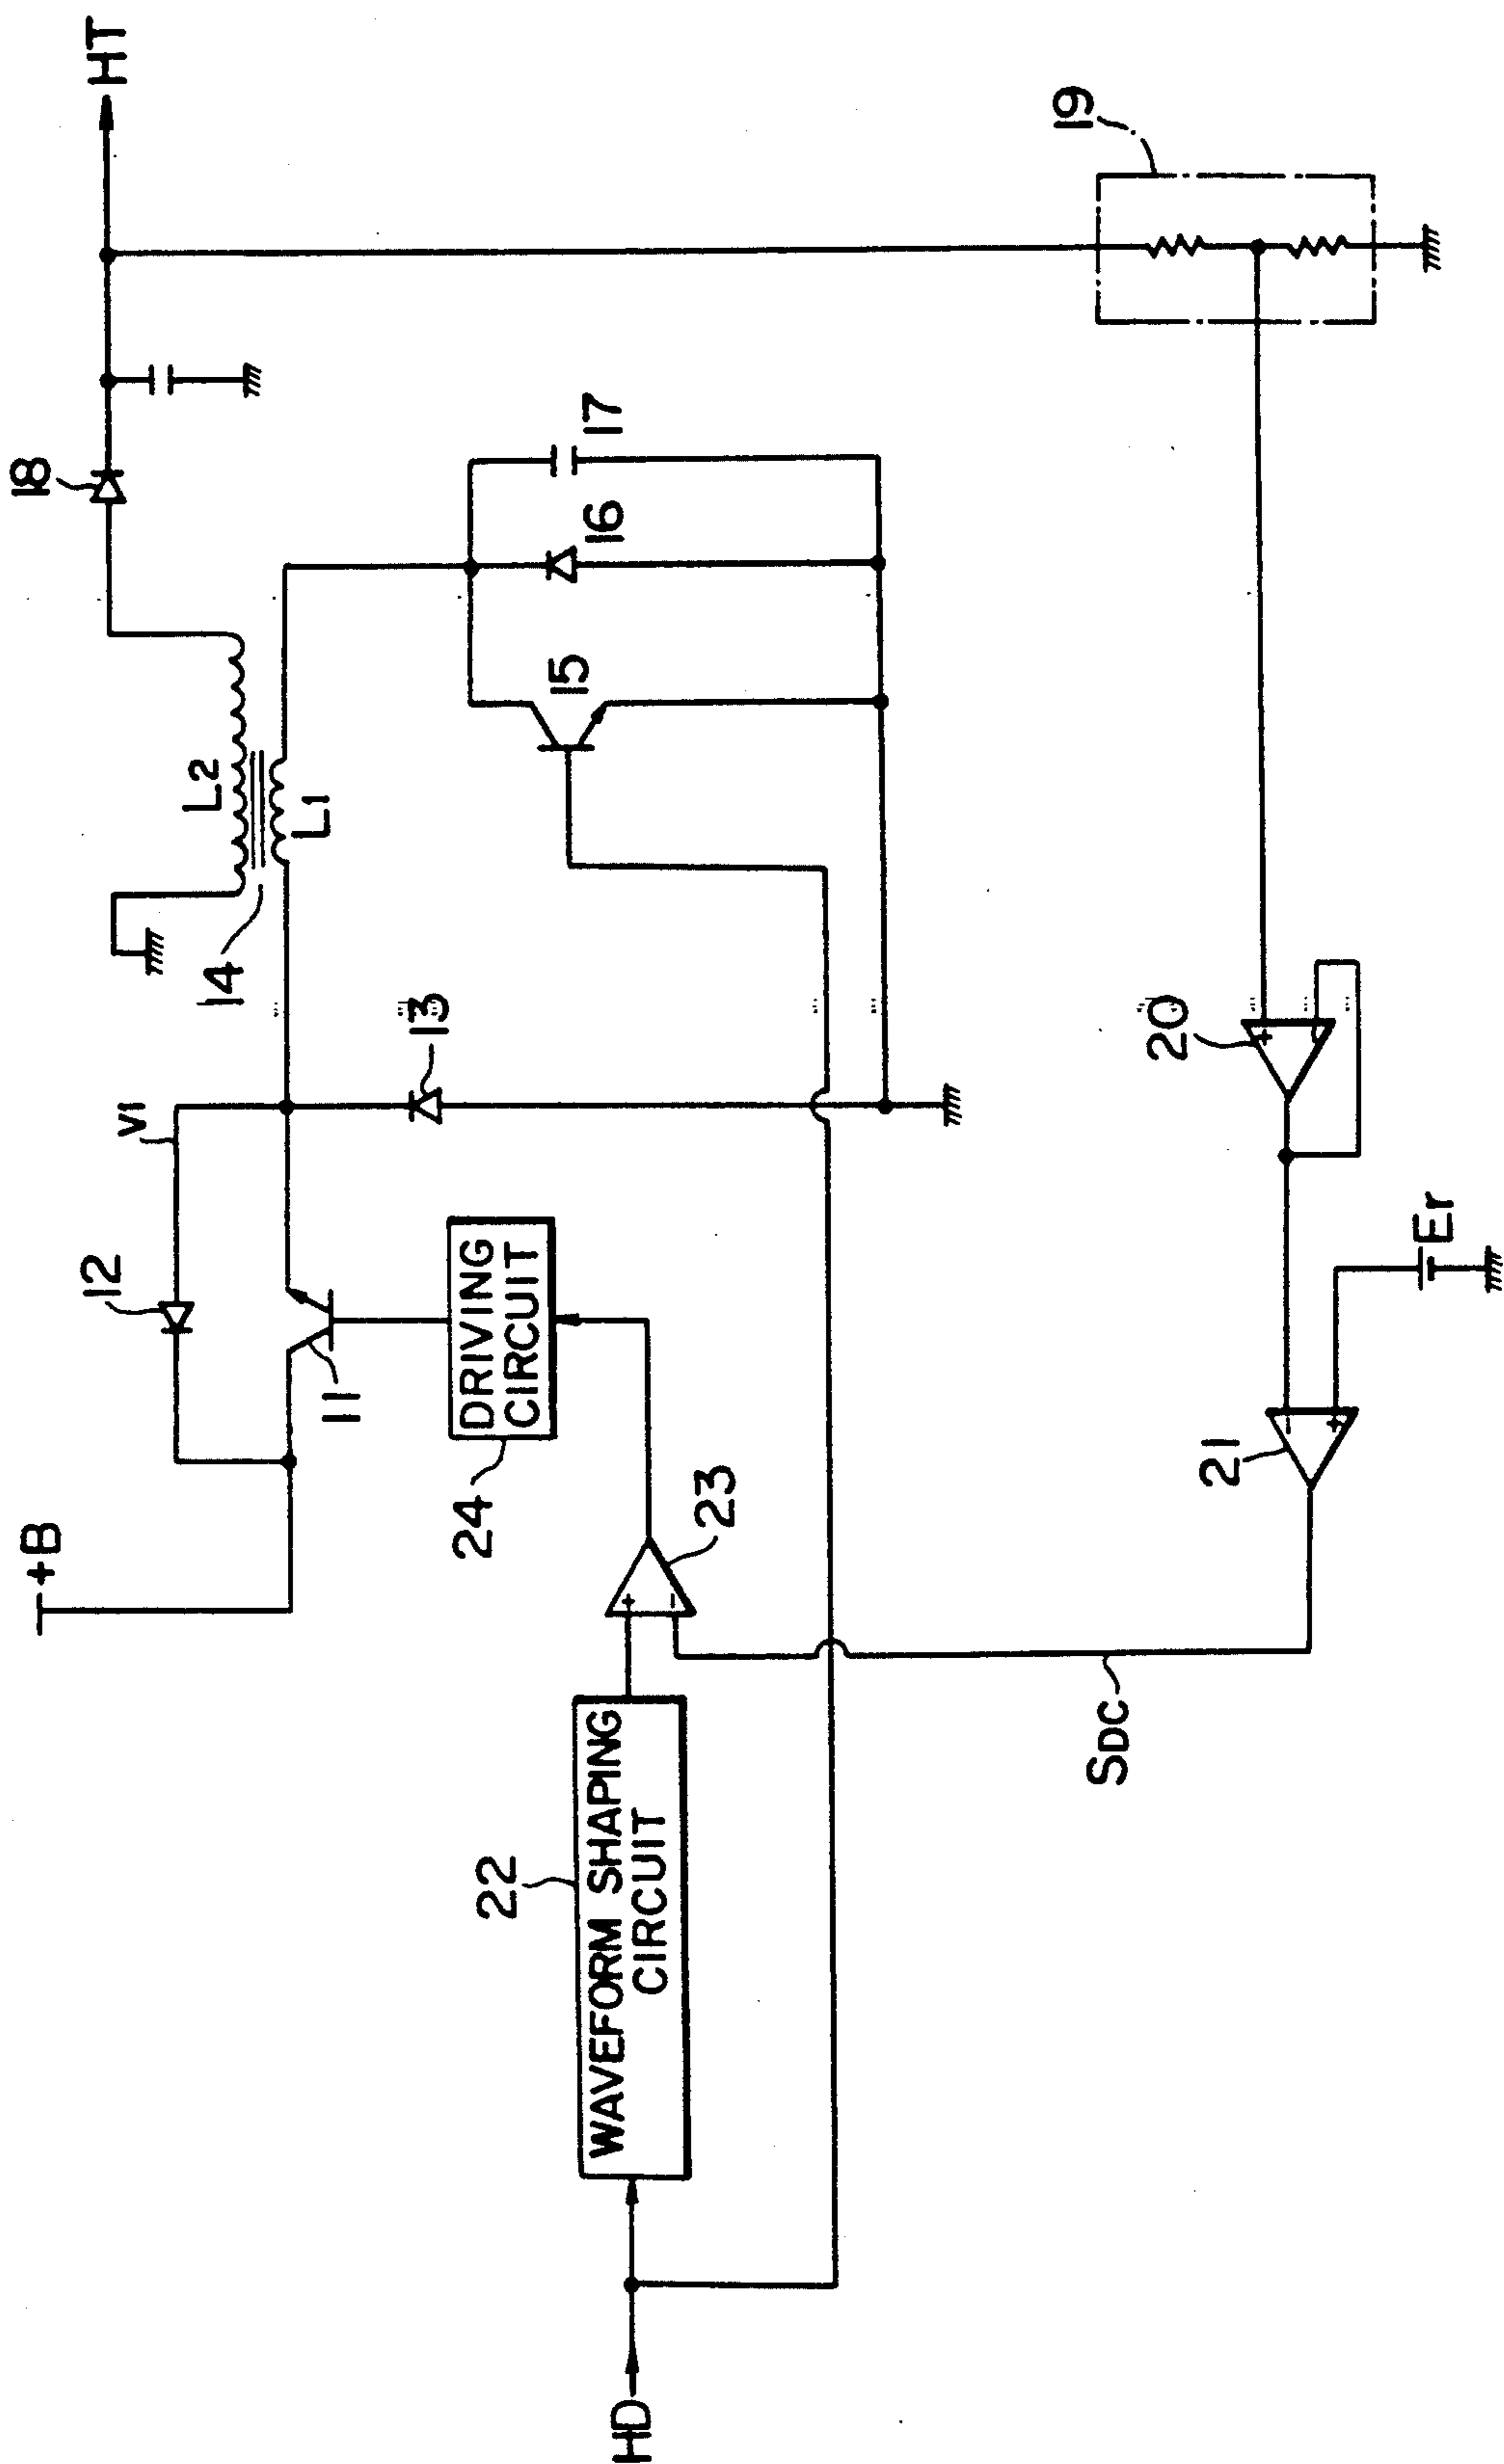 HT
18
L2
L1
14
17
16
15
19
V1
13
12
11
+B
DRIVING
CIRCUIT
24
23
20
Er
21
22
WAVEFORM SHAPING
CIRCUIT
SDC
HD
+
-
+
-
+